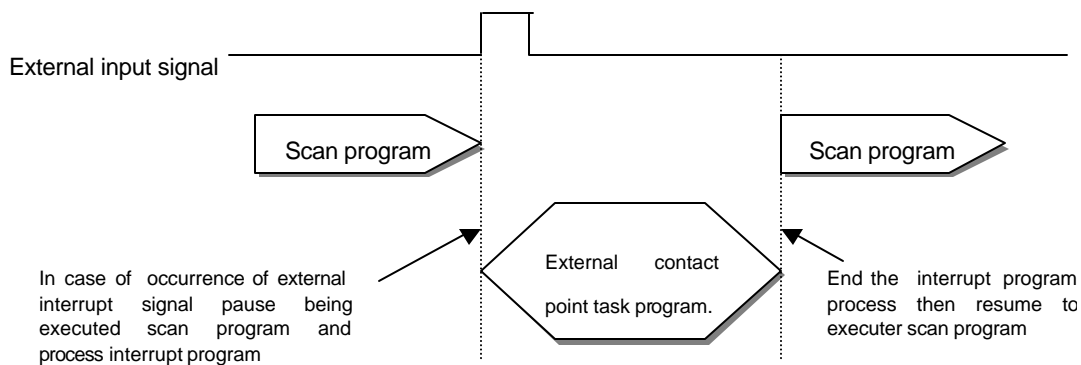 External input signal
Scan program
Scan program
External contact
point task program.
In case of occurrence of external
interrupt signal pause being
executed scan program and
process interrupt program
End the interrupt program
process then resume to
executer scan program